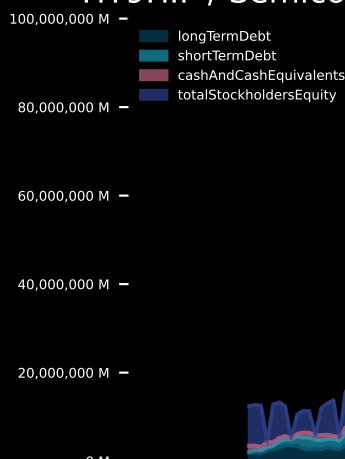 100,000,000 M
longTermDebt
shortTermDebt
cashAndCashEquivalents
totalStockholdersEquity
80,000,000 M
60,000,000 M
40,000,000 M
20,000,000 M
0 M